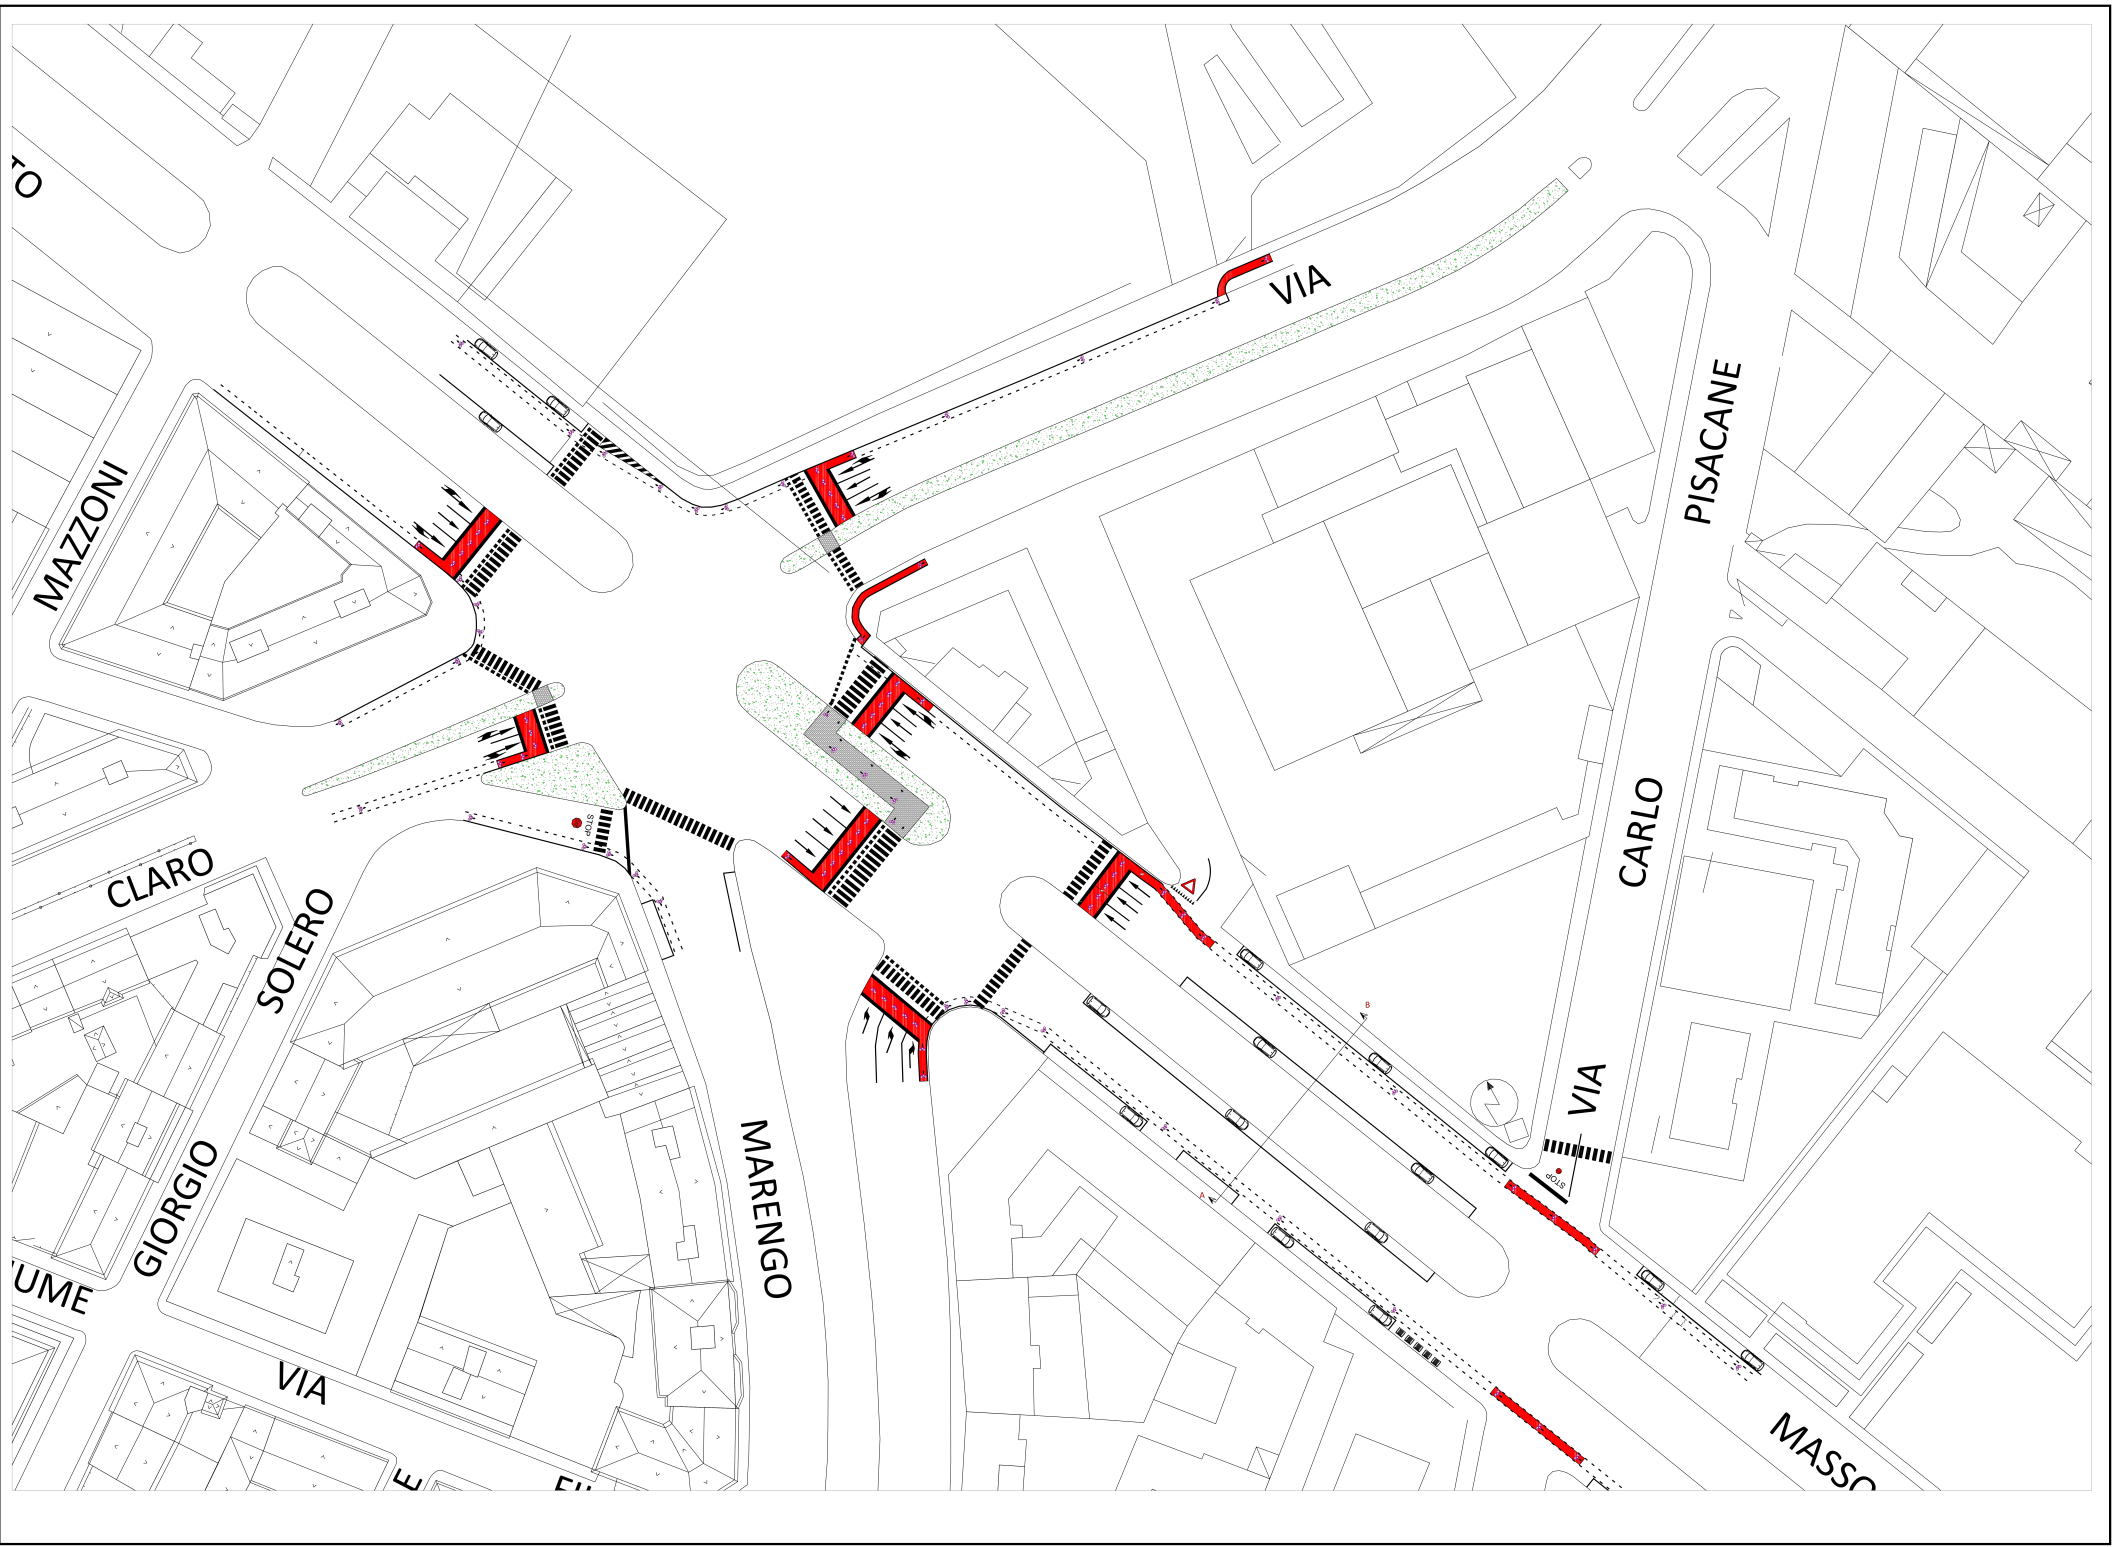 TO
VIA
PISACANE
MAZZONI
STOP
CARLO
CLARO
SOLERO
B
VIA
STOP
A
MARENGO
GIORGIO
UME
VIA
MASSO
E